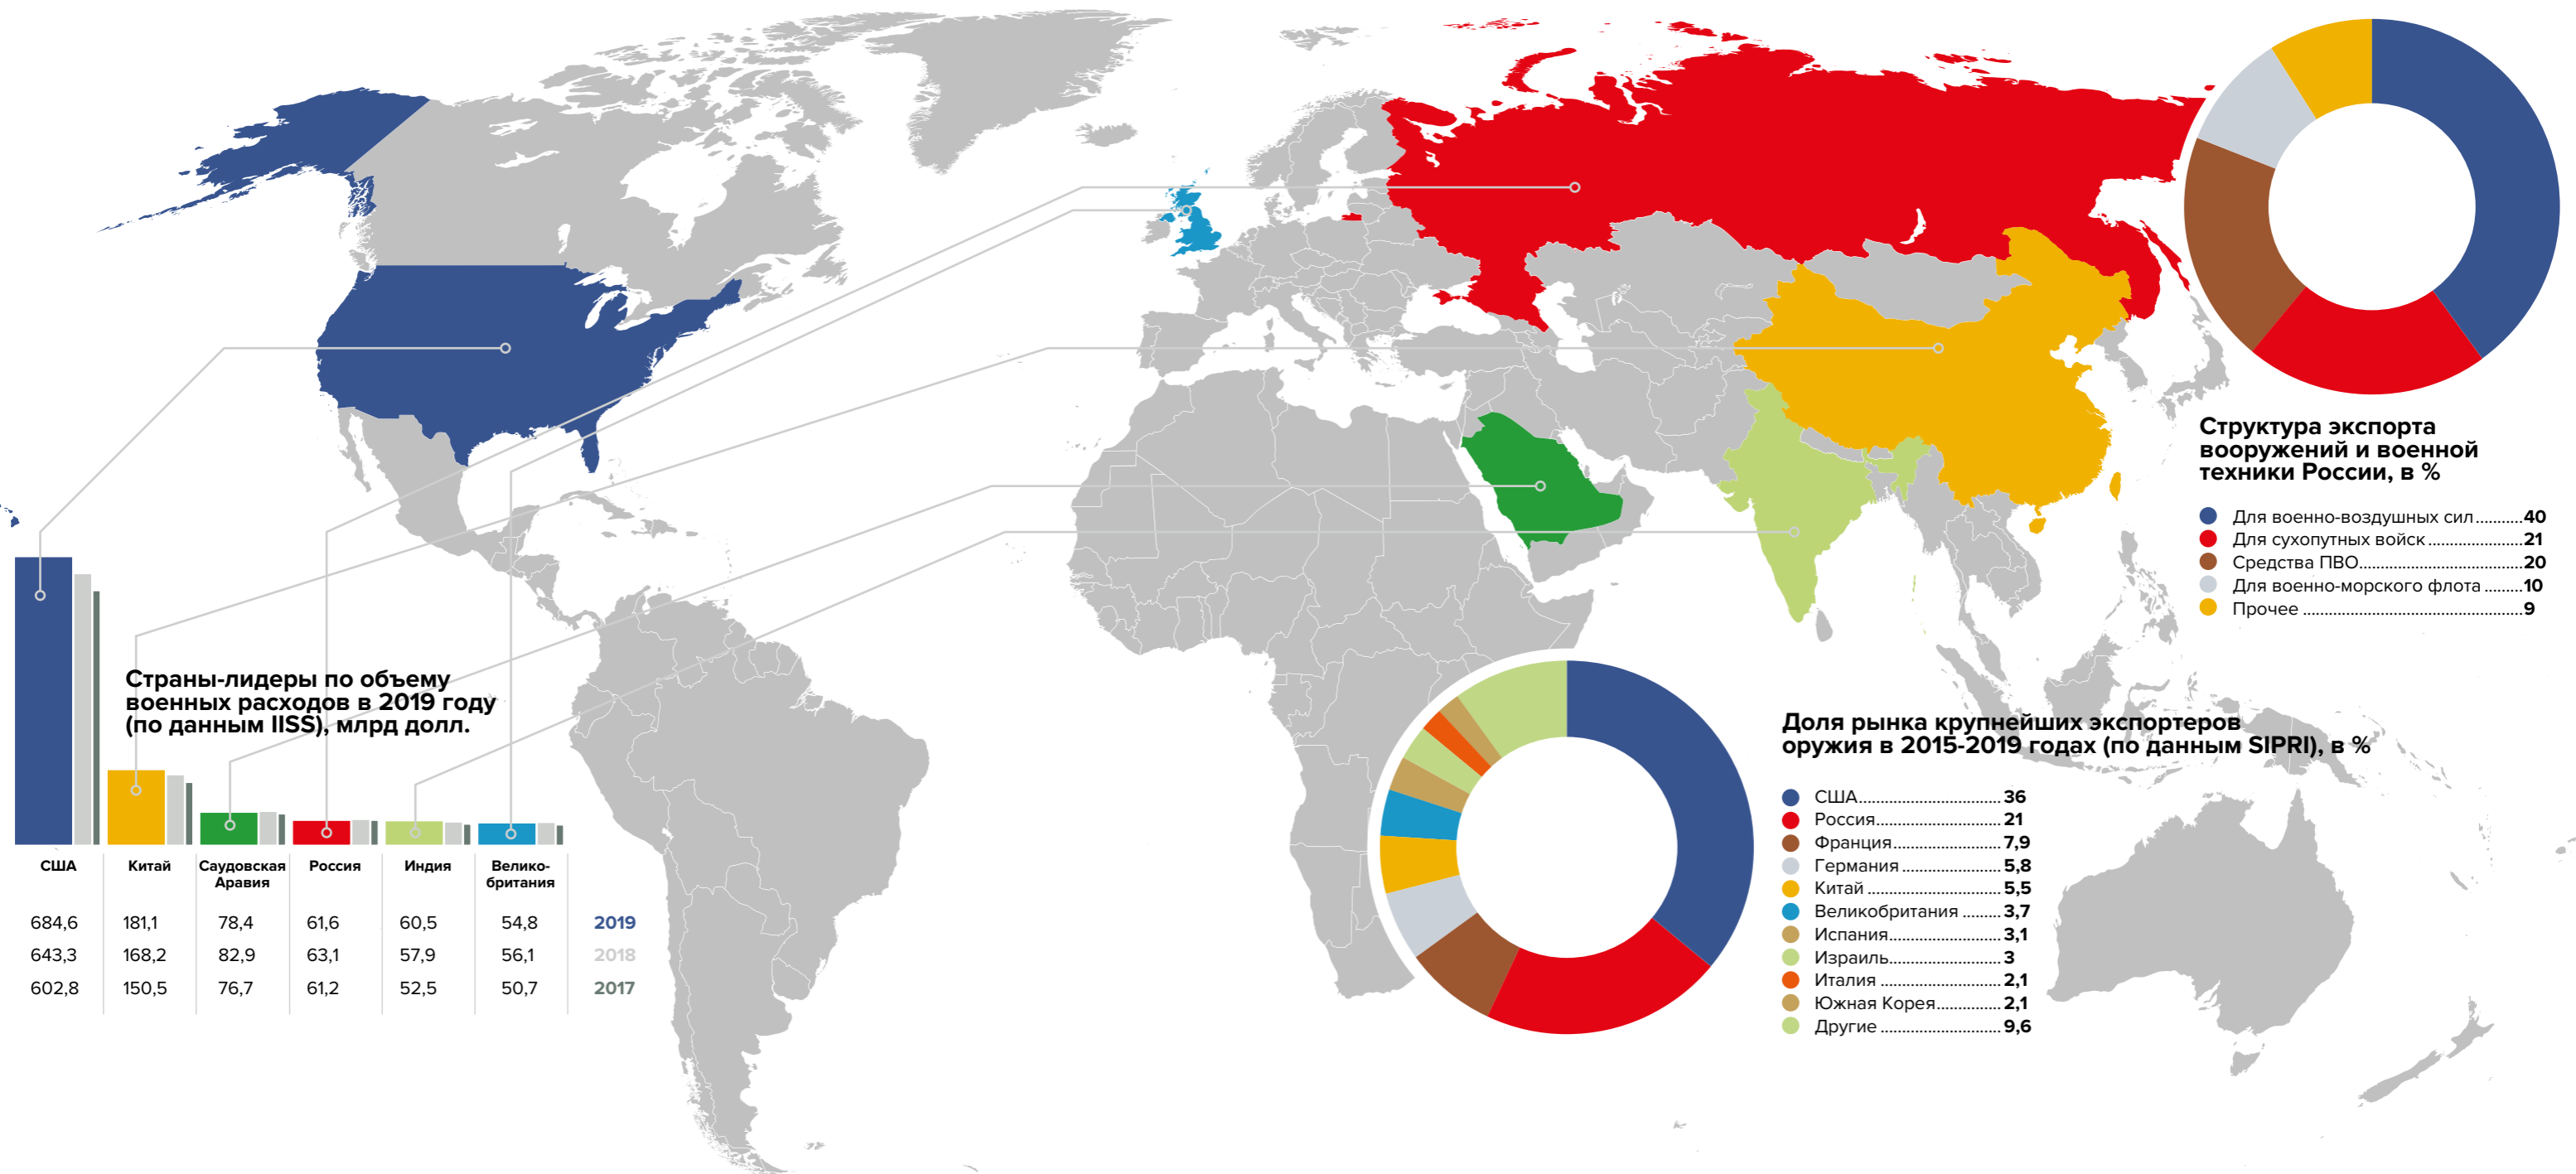 Страны-лидеры по объему
военных расходов в 2019 году
(по данным IISS), млрд долл.
США Китай Саудовская Аравия Россия Индия Велико-британия
684,6 181,1 78,4 61,6 60,5 54,8 2019
643,3 168,2 82,9 63,1 57,9 56,1 2018
602,8 150,5 76,7 61,2 52,5 50,7 2017
Структура экспорта
вооружений и военной
техники России, в %
Для военно-воздушных сил..........40
Для сухопутных войск....................21
Средства ПВО..................................20
Для военно-морского флота........10
Прочее..............................................9
Доля рынка крупнейших экспортеров
оружия в 2015-2019 годах (по данным SIPRI), в %
США..............................36
Россия..........................21
Франция......................7,9
Германия.....................5,8
Китай...........................5,5
Великобритания........3,7
Испания.......................3,1
Израиль.......................3
Италия.........................2,1
Южная Корея.............2,1
Другие.........................9,6